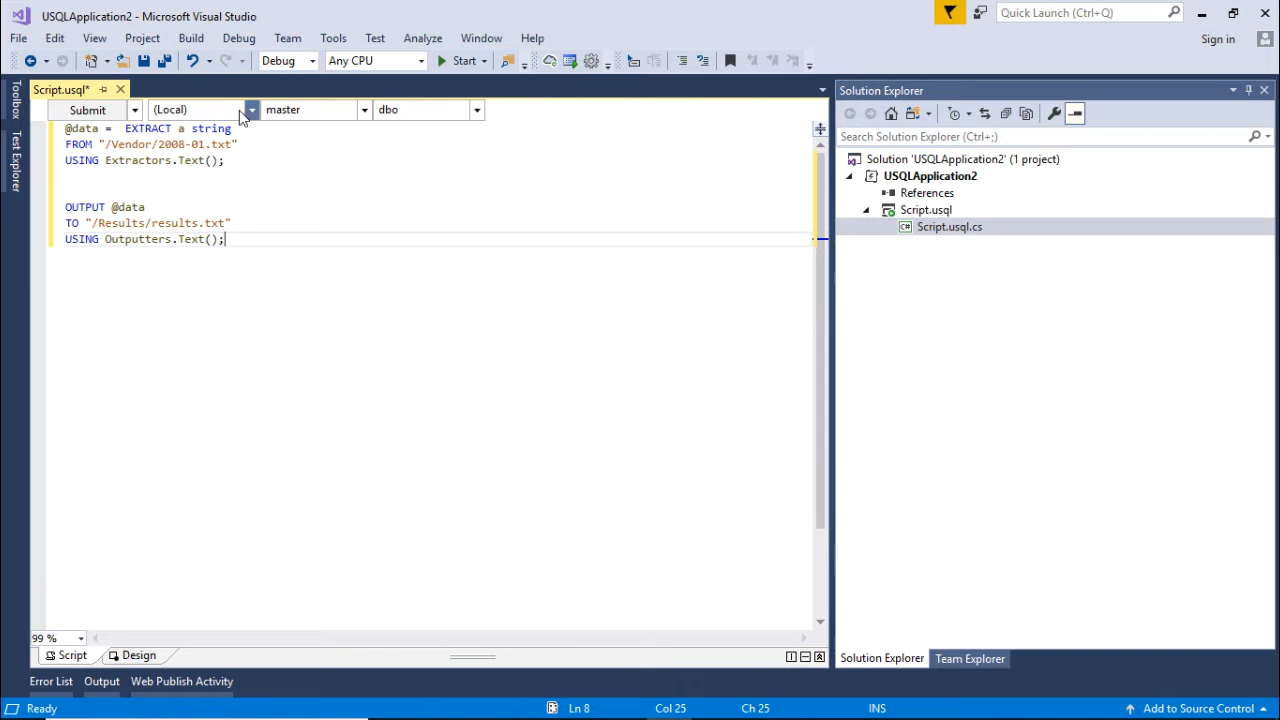 USQLApplication2 - Microsoft Visual Studio
Quick Launch (Ctrl+Q)
File Edit View Project Build Debug Team Tools Test Analyze Window Help
Sign in
Debug Any CPU Start
Script.usql*
Submit (Local) master dbo
@data =  EXTRACT a string
FROM "/Vendor/2008-01.txt"
USING Extractors.Text();
OUTPUT @data
TO "/Results/results.txt"
USING Outputters.Text();
Toolbox
Test Explorer
99 %
Script Design
Solution Explorer
Search Solution Explorer (Ctrl+;)
Solution 'USQLApplication2' (1 project)
USQLApplication2
References
Script.usql
C# Script.usql.cs
Solution Explorer Team Explorer
Error List Output Web Publish Activity
Ready Ln 8 Col 25 Ch 25 INS Add to Source Control